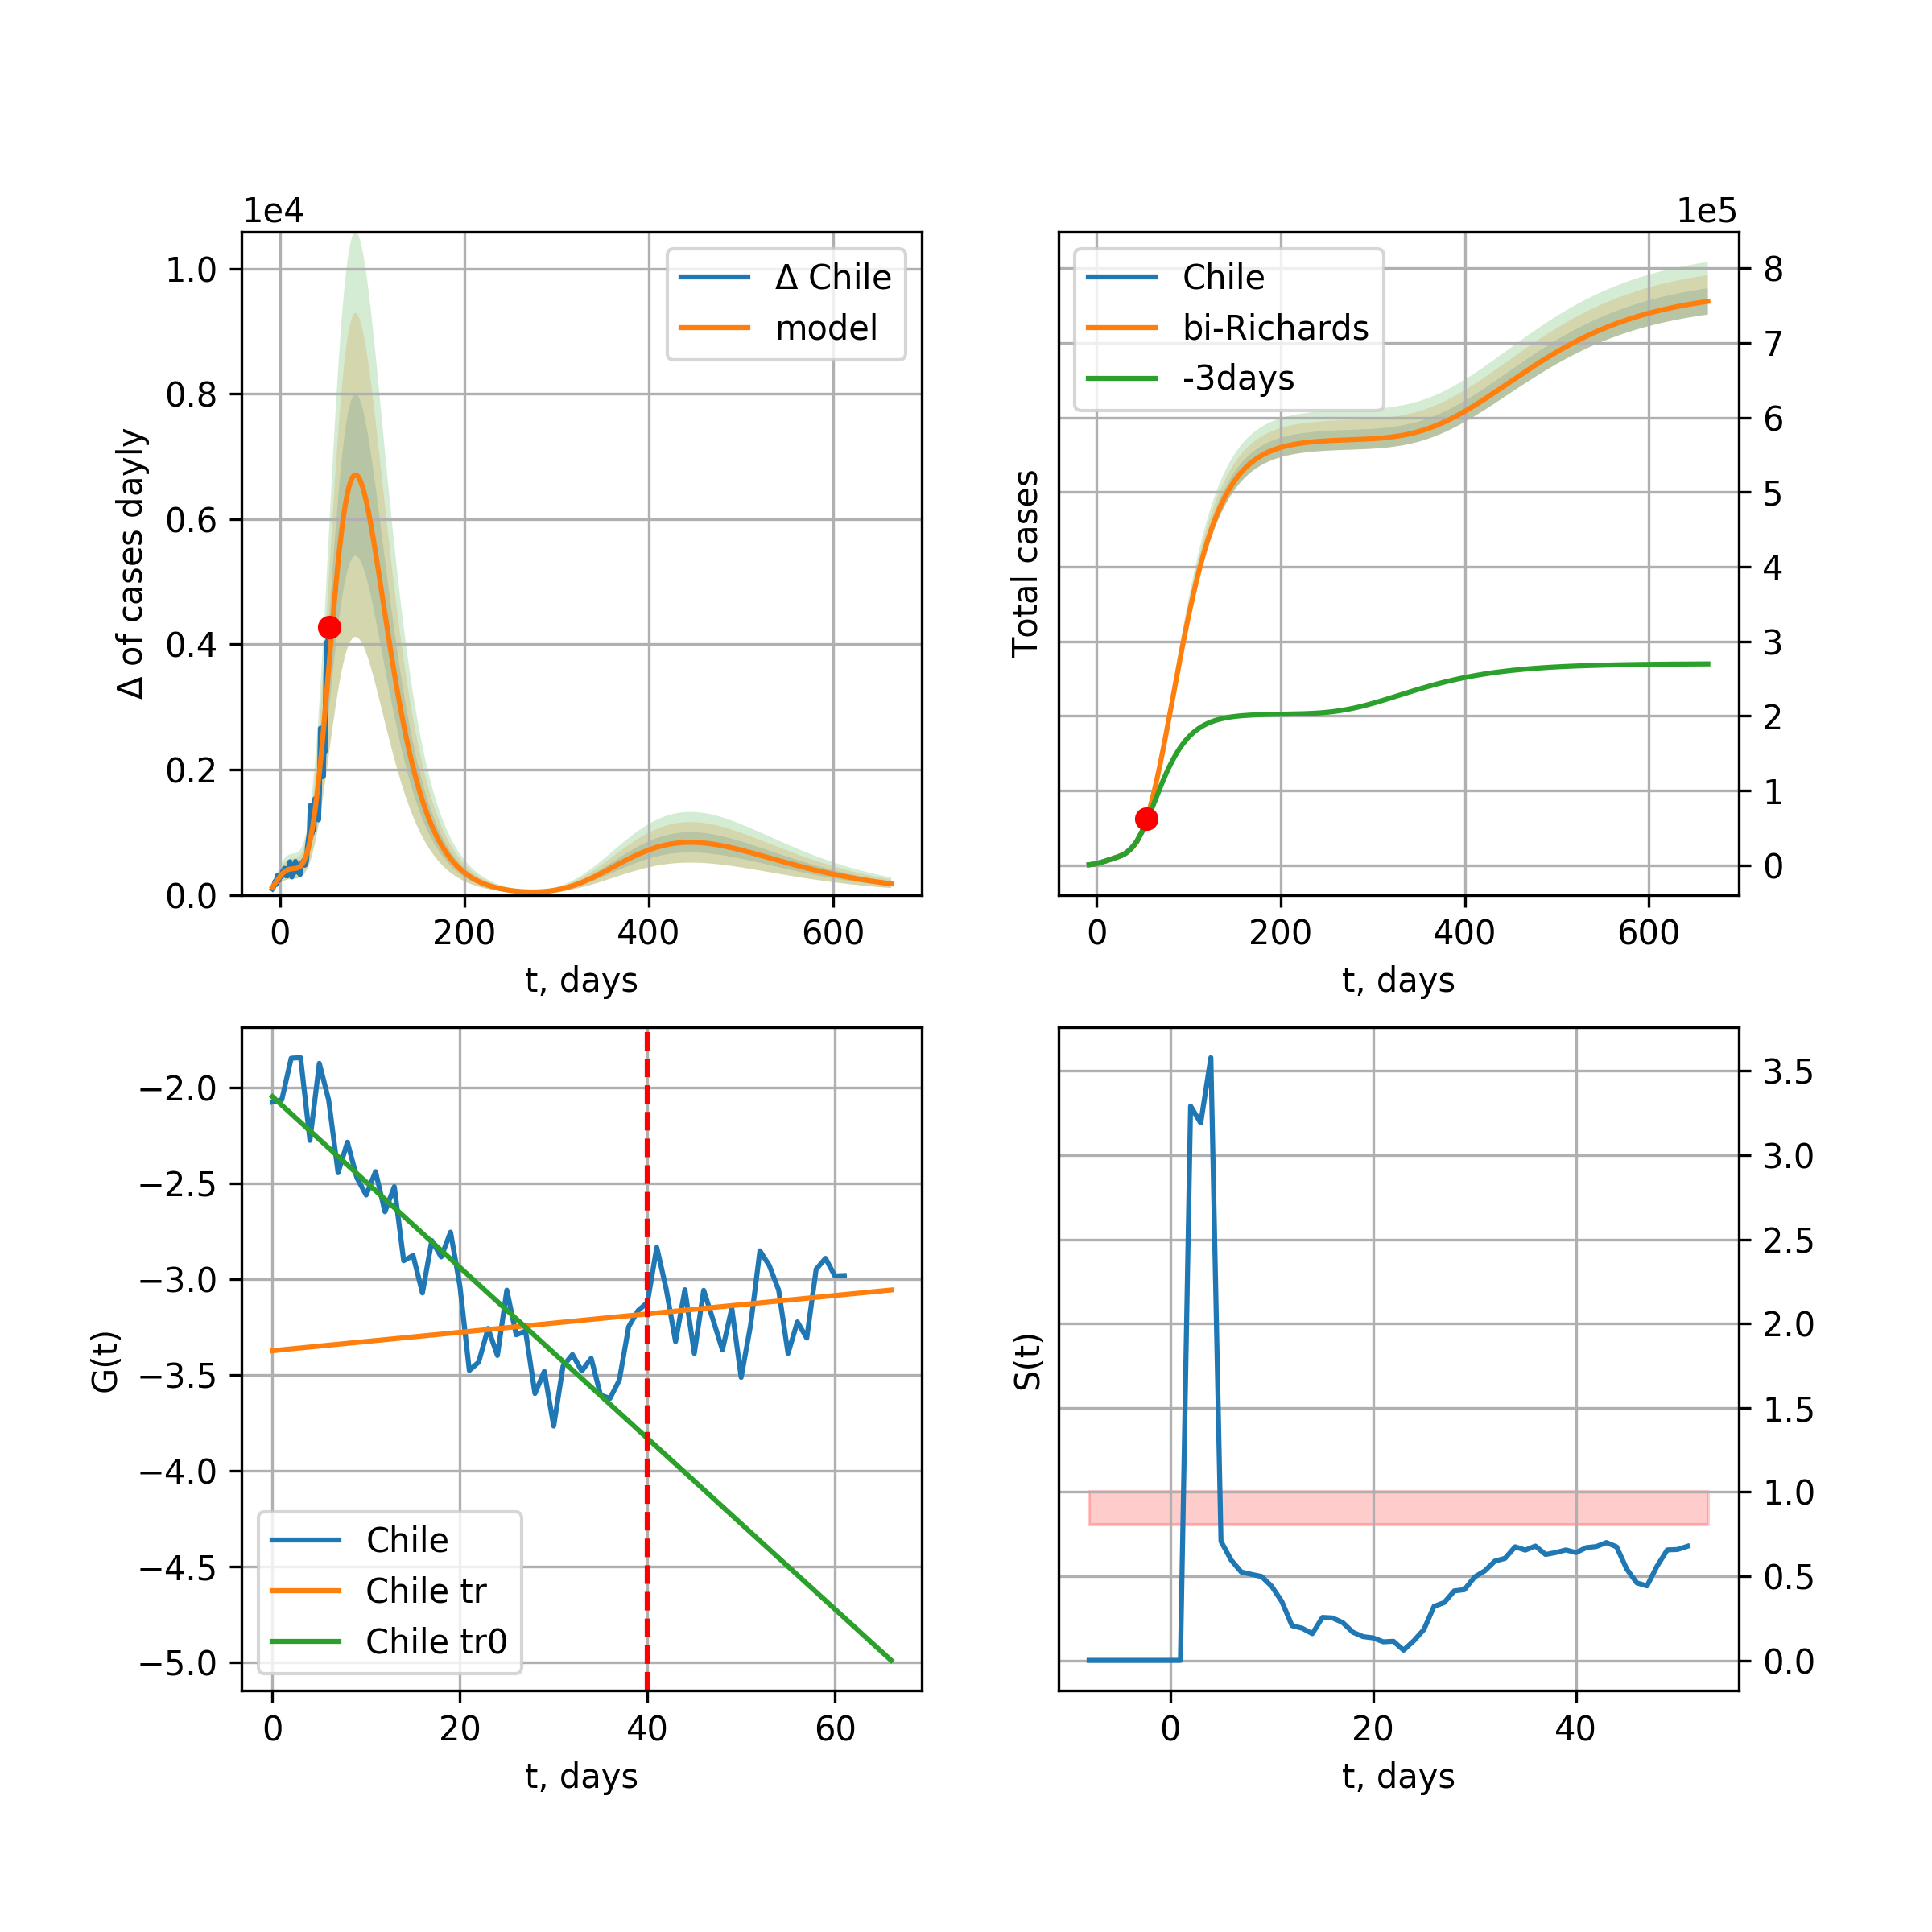 1e4
Δ of cases dayly
1.0
0.8
0.6
0.4
0.2
0.0
0 200 400 600
t, days
Δ Chile
model
1e5
Total cases
8
7
6
5
4
3
2
1
0
0 200 400 600
t, days
Chile
bi-Richards
-3days
G(t)
−2.0
−2.5
−3.0
−3.5
−4.0
−4.5
−5.0
0 20 40 60
t, days
Chile
Chile tr
Chile tr0
S(t)
3.5
3.0
2.5
2.0
1.5
1.0
0.5
0.0
0 20 40
t, days